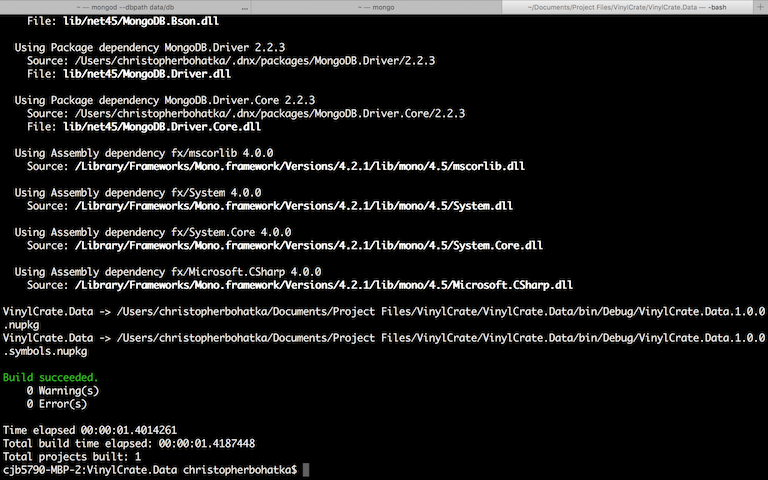 ~ — mongod --dbpath data/db
... ~ — mongo
~/Documents/Project Files/VinylCrate/VinylCrate.Data — -bash
+
File: lib/net45/MongoDB.Bson.dll
Using Package dependency MongoDB.Driver 2.2.3
Source: /Users/christopherbohatka/.dnx/packages/MongoDB.Driver/2.2.3
File: lib/net45/MongoDB.Driver.dll
Using Package dependency MongoDB.Driver.Core 2.2.3
Source: /Users/christopherbohatka/.dnx/packages/MongoDB.Driver.Core/2.2.3
File: lib/net45/MongoDB.Driver.Core.dll
Using Assembly dependency fx/mscorlib 4.0.0
Source: /Library/Frameworks/Mono.framework/Versions/4.2.1/lib/mono/4.5/mscorlib.dll
Using Assembly dependency fx/System 4.0.0
Source: /Library/Frameworks/Mono.framework/Versions/4.2.1/lib/mono/4.5/System.dll
Using Assembly dependency fx/System.Core 4.0.0
Source: /Library/Frameworks/Mono.framework/Versions/4.2.1/lib/mono/4.5/System.Core.dll
Using Assembly dependency fx/Microsoft.CSharp 4.0.0
Source: /Library/Frameworks/Mono.framework/Versions/4.2.1/lib/mono/4.5/Microsoft.CSharp.dll
VinylCrate.Data -> /Users/christopherbohatka/Documents/Project Files/VinylCrate/VinylCrate.Data/bin/Debug/VinylCrate.Data.1.0.0
.nupkg
VinylCrate.Data -> /Users/christopherbohatka/Documents/Project Files/VinylCrate/VinylCrate.Data/bin/Debug/VinylCrate.Data.1.0.0
.symbols.nupkg
Build succeeded.
0 Warning(s)
0 Error(s)
Time elapsed 00:00:01.4014261
Total build time elapsed: 00:00:01.4187448
Total projects built: 1
cjb5790-MBP-2:VinylCrate.Data christopherbohatka$